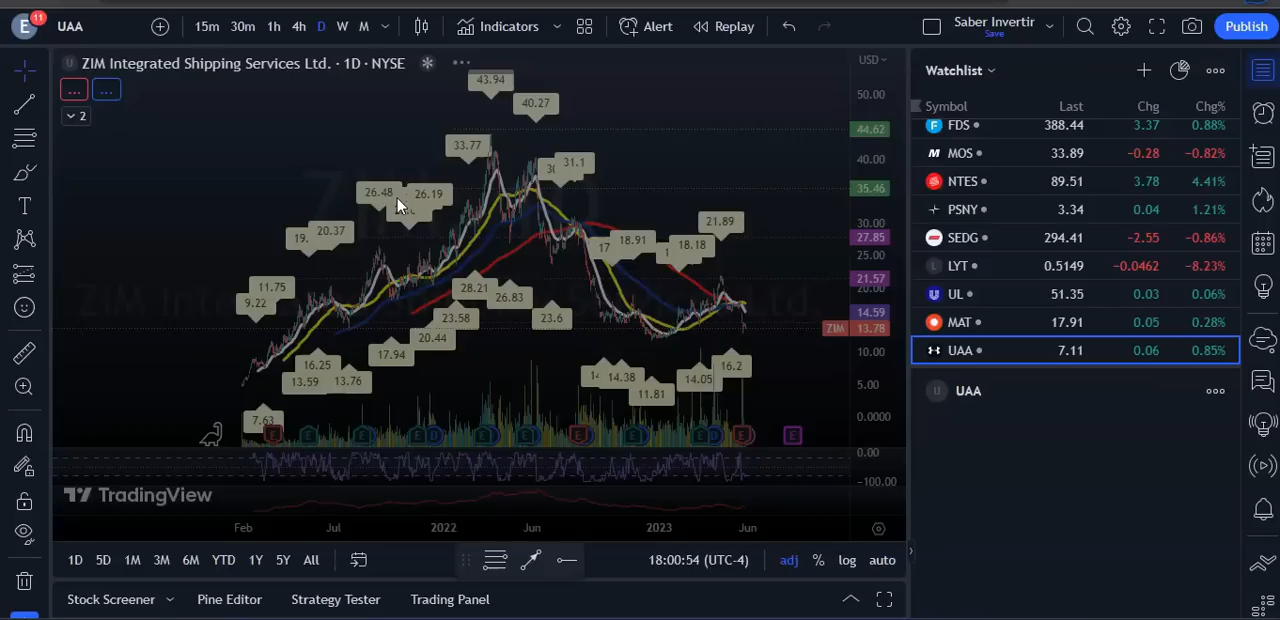 E 11 UAA 15m 30m 1h 4h D W M Indicators Alert Replay Saber Invertir Save Publish
ZIM Integrated Shipping Services Ltd. · 1D · NYSE
... ...
2
USD
50.00
44.62
40.00
35.46
30.00
27.85
25.00
21.57
20.00
14.59
ZIM 13.78
10.00
5.00
0.0000
0.00
−100.00
43.94
40.27
33.77
31.1
26.48 26.19
20.37
21.89
18.91
18.18
11.75
9.22
28.21
26.83
23.58
23.6
20.44
17.94
16.25
13.59 13.76
14.38
14.05
16.2
11.81
7.63
E E E E D E E E E E D E E
TradingView
Feb Jul 2022 Jun 2023 Jun
1D 5D 1M 3M 6M YTD 1Y 5Y All 18:00:54 (UTC-4) adj % log auto
Stock Screener Pine Editor Strategy Tester Trading Panel
Watchlist
Symbol Last Chg Chg%
FDS 388.44 3.37 0.88%
MOS 33.89 −0.28 −0.82%
NTES 89.51 3.78 4.41%
PSNY 3.34 0.04 1.21%
SEDG 294.41 −2.55 −0.86%
LYT 0.5149 −0.0462 −8.23%
UL 51.35 0.03 0.06%
MAT 17.91 0.05 0.28%
UAA 7.11 0.06 0.85%
U UAA